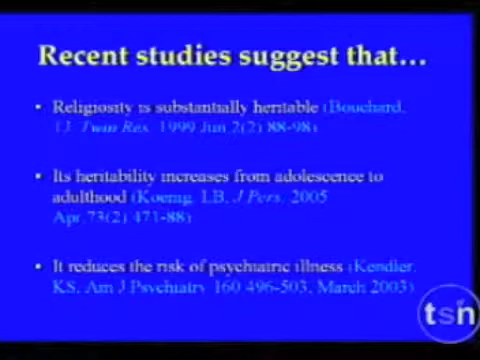 Recent studies suggest that…
• Religiosity is substantially heritable (Bouchard,
TJ. Twin Res. 1999 Jun 2(2) 88-98)
• Its heritability increases from adolescence to
adulthood (Koenig, LB, J Pers. 2005
Apr.73(2) 471-88)
• It reduces the risk of psychiatric illness (Kendler,
KS, Am J Psychiatry 160 496-503, March 2003)
tsn